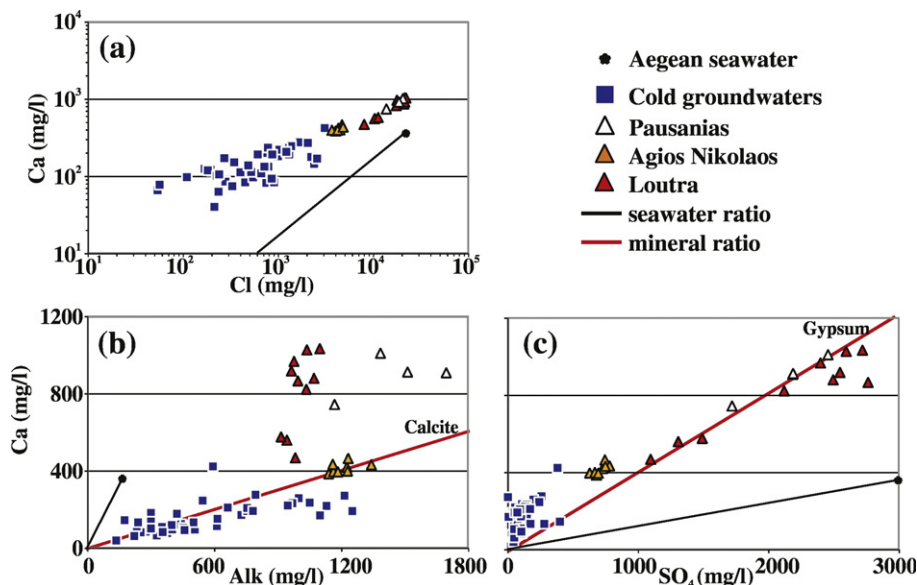 (a)
Ca (mg/l)
10⁴
10³
10²
10¹
10¹ 10² 10³ 10⁴ 10⁵
Cl (mg/l)
Aegean seawater
Cold groundwaters
Pausanias
Agios Nikolaos
Loutra
seawater ratio
mineral ratio
(b)
Ca (mg/l)
1200
800
400
0
Calcite
0 600 1200 1800
Alk (mg/l)
(c)
Gypsum
0 1000 2000 3000
SO₄(mg/l)